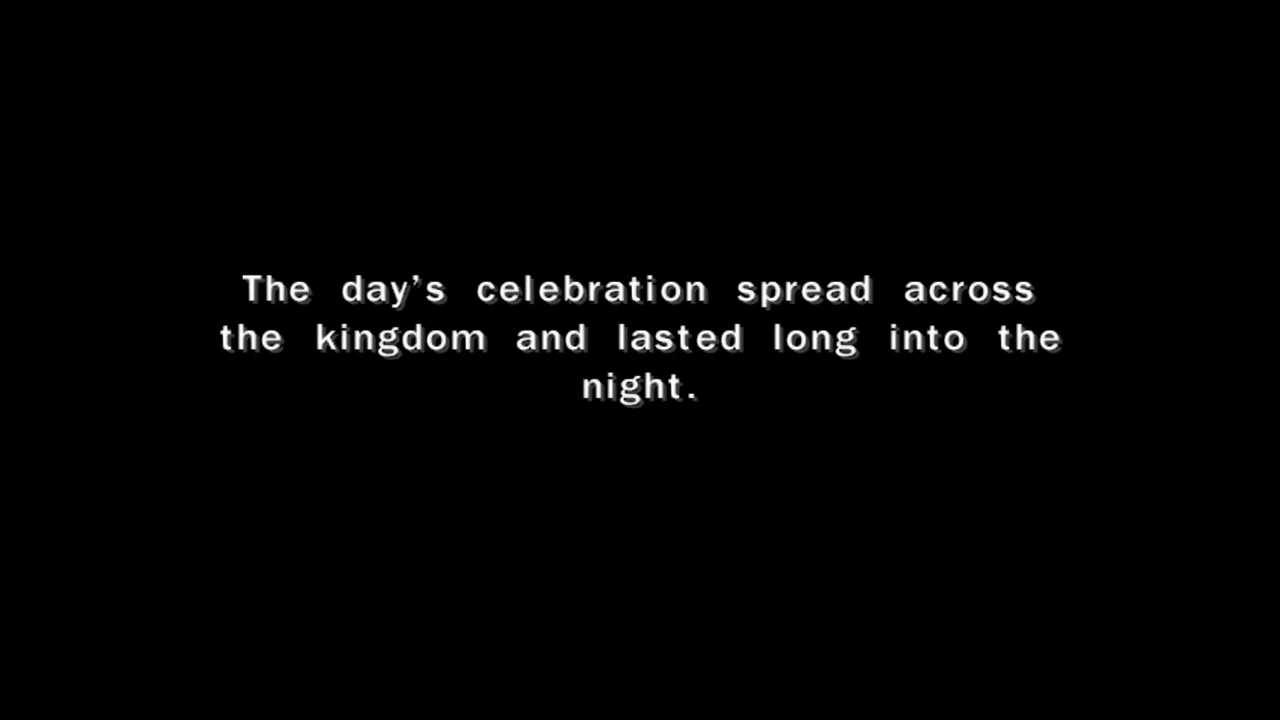 The day’s celebration spread across
the kingdom and lasted long into the
night.